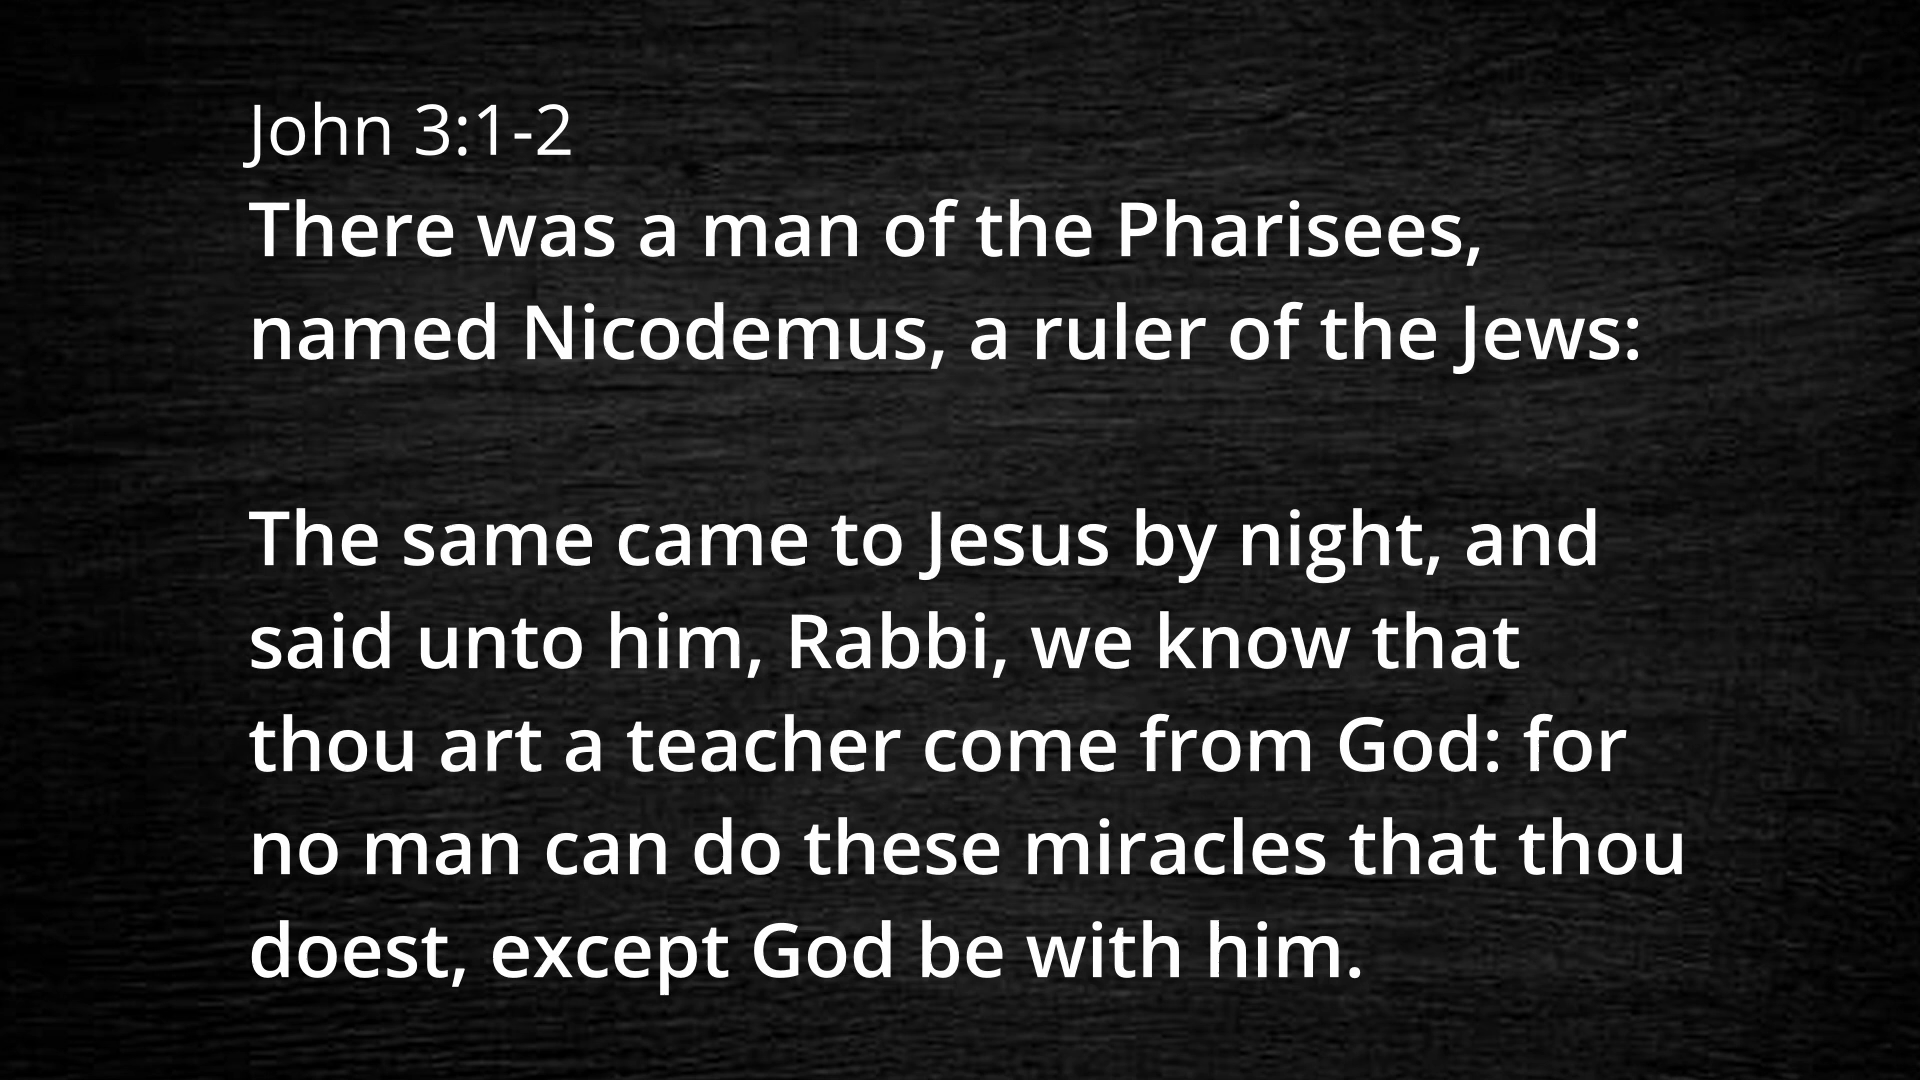 John 3:1-2
There was a man of the Pharisees,
named Nicodemus, a ruler of the Jews:
The same came to Jesus by night, and
said unto him, Rabbi, we know that
thou art a teacher come from God: for
no man can do these miracles that thou
doest, except God be with him.